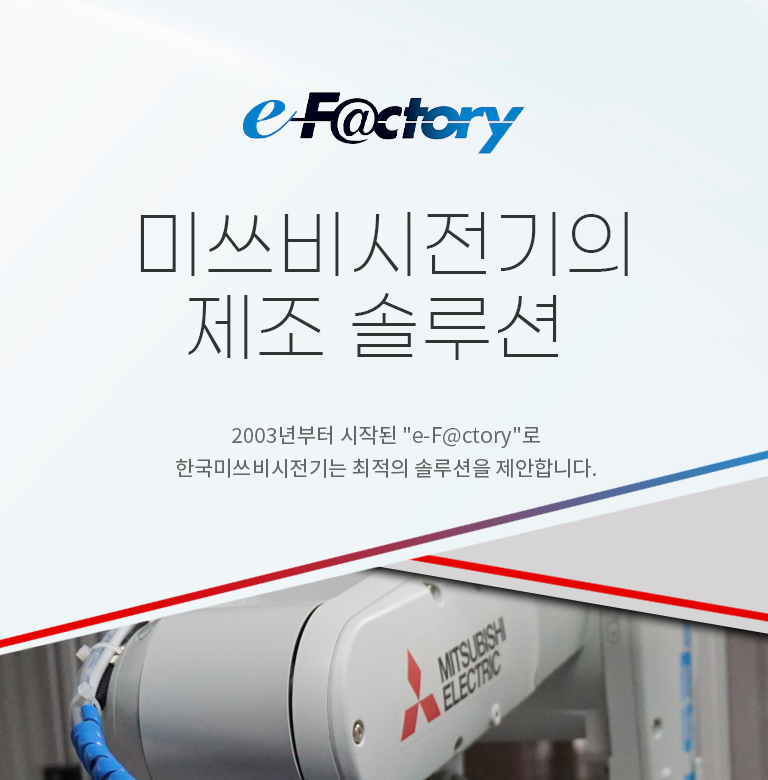 e-F@ctory
미쓰비시전기의
제조 솔루션
2003년부터 시작된 "e-F@ctory"로
한국미쓰비시전기는 최적의 솔루션을 제안합니다.
MITSUBISHI
ELECTRIC